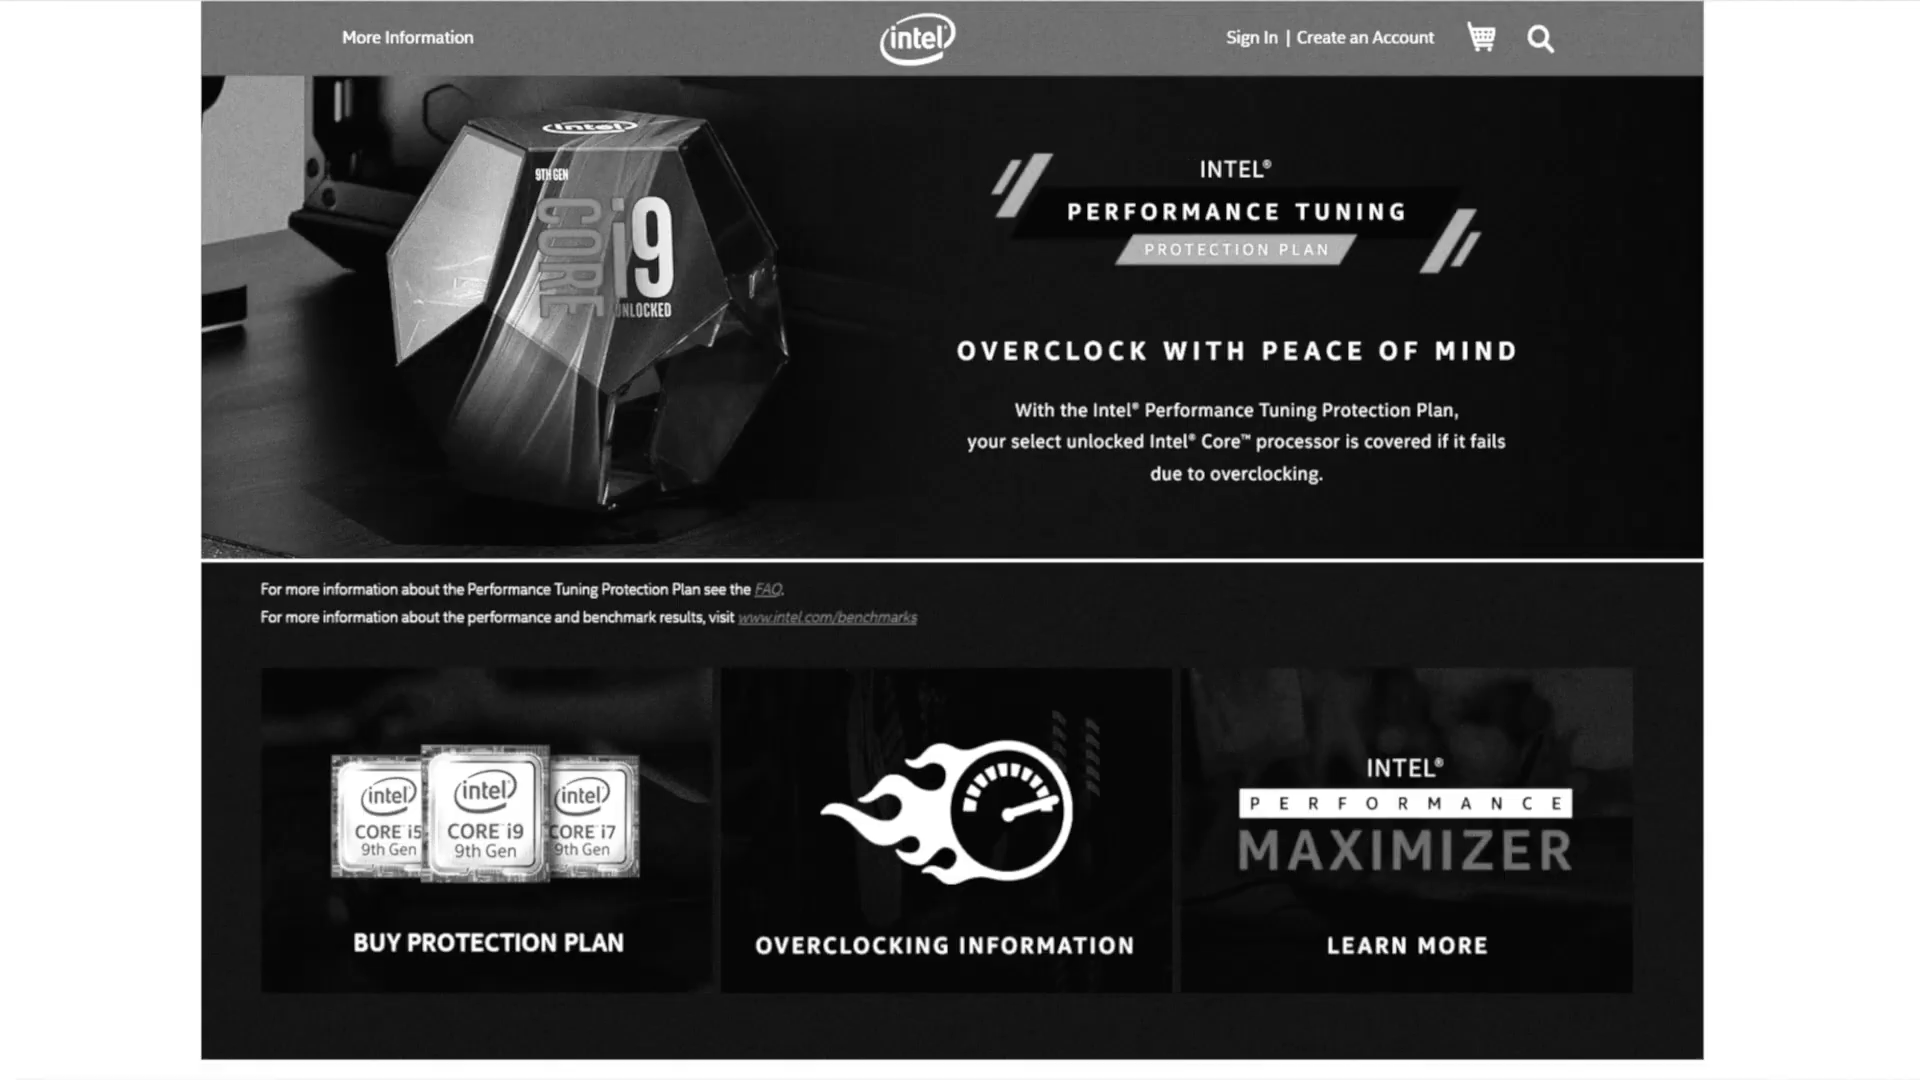 More Information
intel
Sign In | Create an Account
intel
9TH GEN
CORE i9
UNLOCKED
INTEL®
PERFORMANCE TUNING
PROTECTION PLAN
OVERCLOCK WITH PEACE OF MIND
With the Intel® Performance Tuning Protection Plan,
your select unlocked Intel® Core™ processor is covered if it fails
due to overclocking.
For more information about the Performance Tuning Protection Plan see the FAQ.
For more information about the performance and benchmark results, visit www.intel.com/benchmarks
intel
CORE i5
9th Gen
intel
CORE i9
9th Gen
intel
CORE i7
9th Gen
BUY PROTECTION PLAN
OVERCLOCKING INFORMATION
INTEL®
PERFORMANCE
MAXIMIZER
LEARN MORE